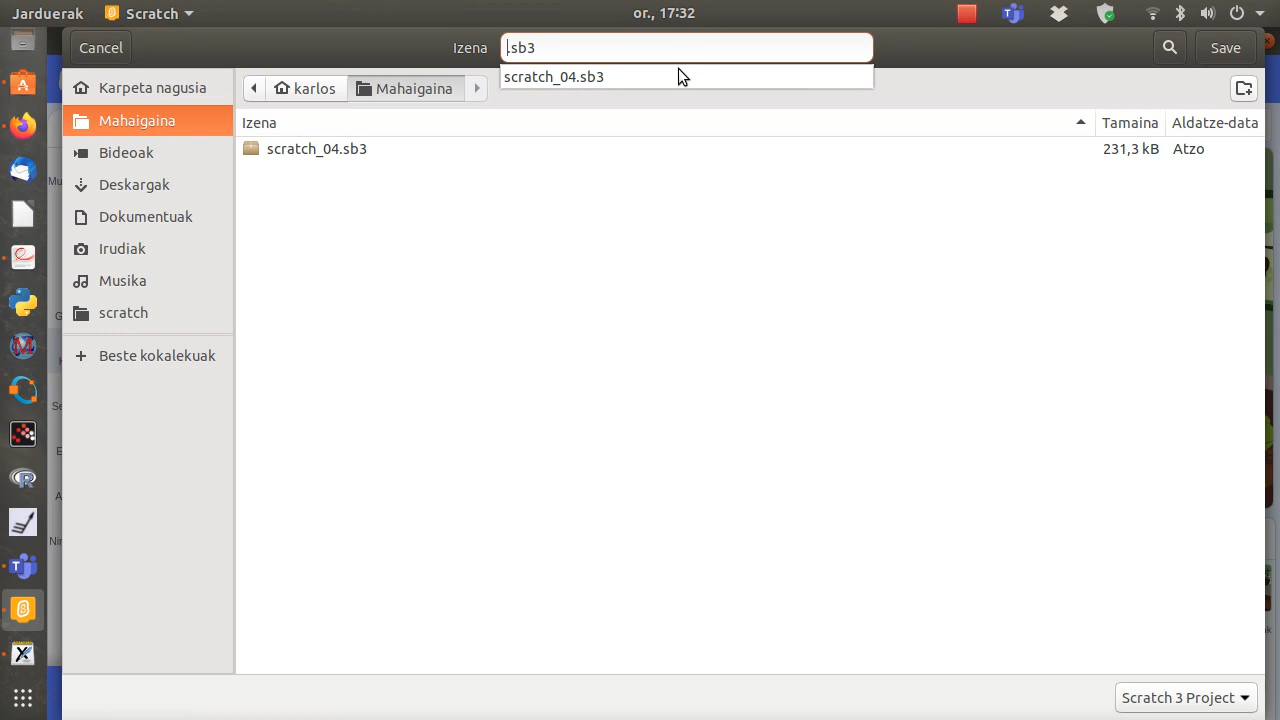 Jarduerak
Scratch
or., 17:32
Cancel
Izena
.sb3
Save
scratch_04.sb3
karlos
Mahaigaina
Karpeta nagusia
Mahaigaina
Bideoak
Deskargak
Dokumentuak
Irudiak
Musika
scratch
Beste kokalekuak
Izena
Tamaina
Aldatze-data
scratch_04.sb3
231,3 kB
Atzo
Scratch 3 Project